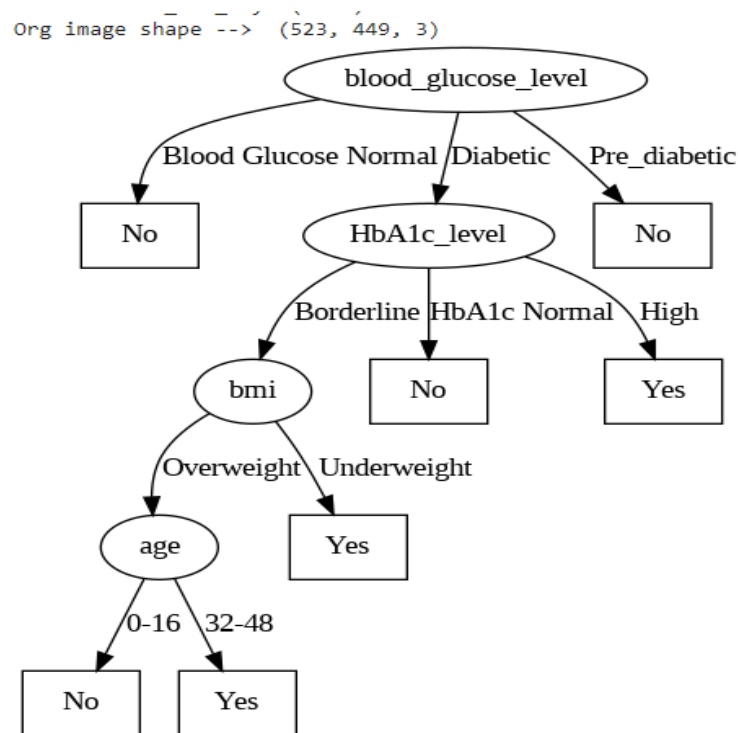 Org image shape --> (523, 449, 3)
blood_glucose_level
Blood Glucose Normal Diabetic Pre_diabetic
No HbA1c_level No
Borderline HbA1c Normal High
bmi No Yes
Overweight Underweight
age Yes
0-16 32-48
No Yes